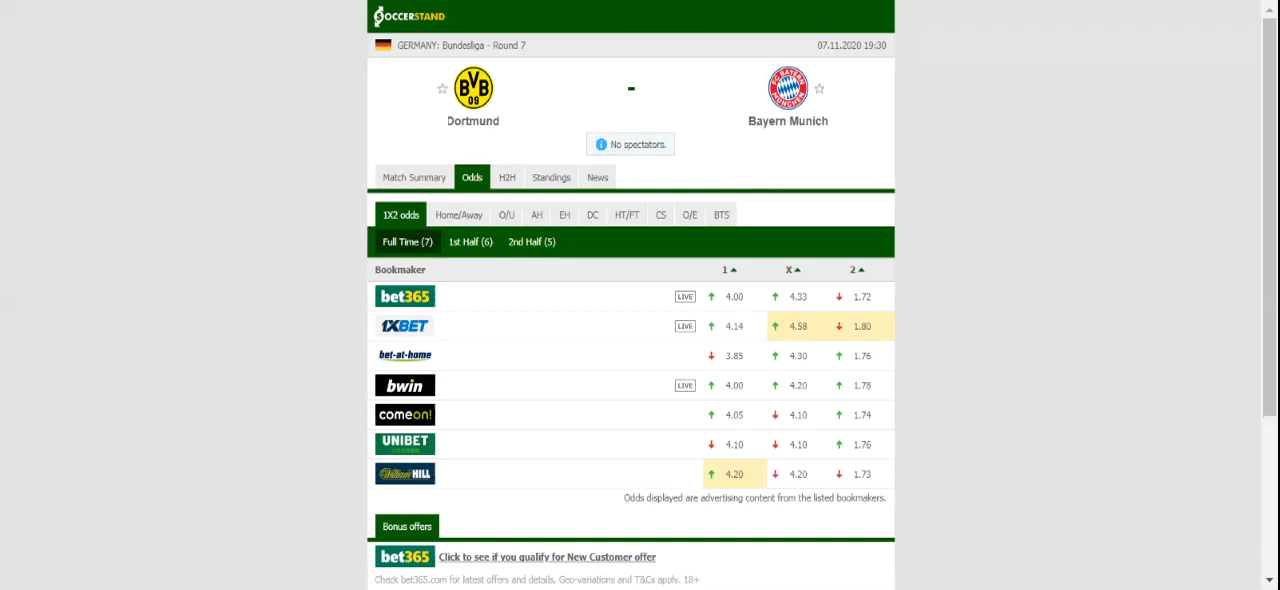 SOCCERSTAND
GERMANY: Bundesliga - Round 7 07.11.2020 19:30
BVB 09
FC BAYERN MÜNCHEN
-
Dortmund Bayern Munich
No spectators.
Match Summary Odds H2H Standings News
1X2 odds Home/Away O/U AH EH DC HT/FT CS O/E BTS
Full Time (7) 1st Half (6) 2nd Half (5)
Bookmaker 1 X 2
bet365 LIVE 4.00 4.33 1.72
1XBET LIVE 4.14 4.58 1.80
bet-at-home 3.85 4.30 1.76
bwin LIVE 4.00 4.20 1.78
comeon! 4.05 4.10 1.74
UNIBET 4.10 4.10 1.76
William HILL 4.20 4.20 1.73
Odds displayed are advertising content from the listed bookmakers.
Bonus offers
bet365 Click to see if you qualify for New Customer offer
Check bet365.com for latest offers and details. Geo-variations and T&Cs apply. 18+